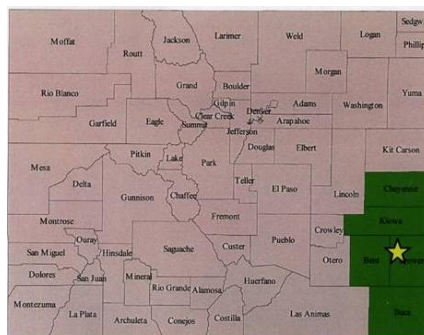 Moffat
Routt
Jackson
Larimer
Weld
Logan
Sedgw
Phillip
Morgan
Grand
Boulder
Rio Blanco
Gilpin
Clear Creek
Denver
Adams
Washington
Yuma
Garfield
Eagle
Summit
Jefferson
Arapahoe
Pitkin
Lake
Park
Douglas
Elbert
Kit Carson
Mesa
Delta
Gunnison
Chaffee
Teller
El Paso
Lincoln
Cheyenne
Montrose
Fremont
Kiowa
Ouray
San Miguel
Hinsdale
Saguache
Custer
Pueblo
Crowley
Otero
Bent
Prowers
Dolores
San Juan
Mineral
Rio Grande
Alamosa
Huerfano
Montezuma
La Plata
Archuleta
Conejos
Costilla
Las Animas
Baca